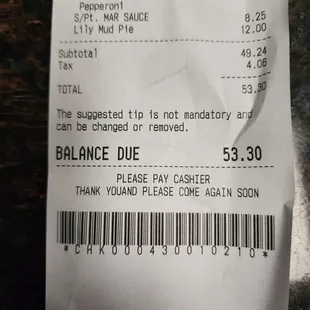 Pepperoni
S/Pt. MAR SAUCE 8.25
Lily Mud Pie 12.00
Subtotal 49.24
Tax 4.06
TOTAL 53.30
The suggested tip is not mandatory and
can be changed or removed.
BALANCE DUE 53.30
PLEASE PAY CASHIER
THANK YOUAND PLEASE COME AGAIN SOON
*CHK000430010210*